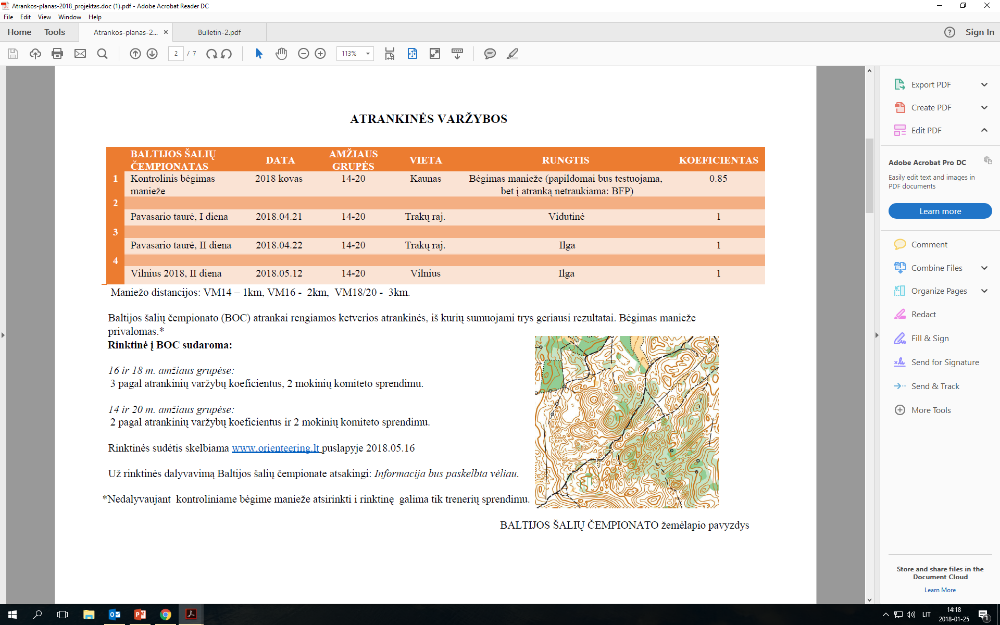 Atrankos-planas-2018_projektas.doc (1).pdf - Adobe Acrobat Reader DC
File Edit View Window Help
Home Tools Atrankos-planas-2... × Bulletin-2.pdf Sign In
2 / 7 113%
ATRANKINĖS VARŽYBOS
BALTIJOS ŠALIŲ ČEMPIONATAS DATA AMŽIAUS GRUPĖS VIETA RUNGTIS KOEFICIENTAS
1 Kontrolinis bėgimas 2018 kovas 14-20 Kaunas Bėgimas manieže (papildomai bus testuojama, 0.85
manieže bet į atranką netraukiama: BFP)
2
Pavasario taurė, I diena 2018.04.21 14-20 Trakų raj. Vidutinė 1
3
Pavasario taurė, II diena 2018.04.22 14-20 Trakų raj. Ilga 1
4
Vilnius 2018, II diena 2018.05.12 14-20 Vilnius Ilga 1
Maniežo distancijos: VM14 – 1km, VM16 - 2km, VM18/20 - 3km.
Baltijos šalių čempionato (BOC) atrankai rengiamos ketverios atrankinės, iš kurių sumuojami trys geriausi rezultatai. Bėgimas manieže
privalomas.*
Rinktinė į BOC sudaroma:
16 ir 18 m. amžiaus grupėse:
3 pagal atrankinių varžybų koeficientus, 2 mokinių komiteto sprendimu.
14 ir 20 m. amžiaus grupėse:
2 pagal atrankinių varžybų koeficientus ir 2 mokinių komiteto sprendimu.
Rinktinės sudėtis skelbiama www.orienteering.lt puslapyje 2018.05.16
Už rinktinės dalyvavimą Baltijos šalių čempionate atsakingi: Informacija bus paskelbta vėliau.
*Nedalyvaujant kontroliniame bėgime manieže atsirinkti i rinktinę galima tik trenerių sprendimu.
BALTIJOS ŠALIŲ ČEMPIONATO žemėlapio pavyzdys
Export PDF
Create PDF
Edit PDF
Adobe Acrobat Pro DC
Easily edit text and images in
PDF documents
Learn more
Comment
Combine Files
Organize Pages
Redact
Fill & Sign
Send for Signature
Send & Track
More Tools
Store and share files in the
Document Cloud
Learn More
LIT 14:18
2018-01-25
1